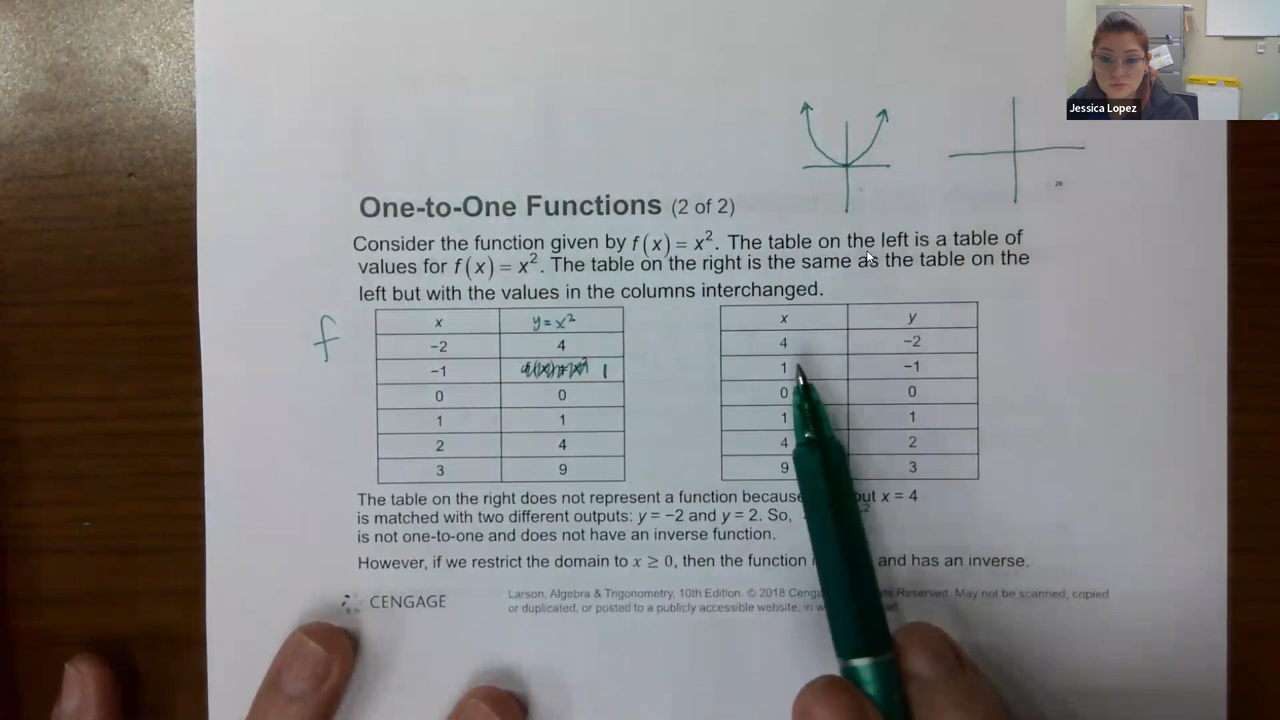 Jessica Lopez
28
One-to-One Functions (2 of 2)
Consider the function given by f(x) = x². The table on the left is a table of
values for f(x) = x². The table on the right is the same as the table on the
left but with the values in the columns interchanged.
f
x y = x²
−2 4
−1 1
0 0
1 1
2 4
3 9
x y
4 −2
1 −1
0 0
1 1
4 2
9 3
The table on the right does not represent a function because x = 4
is matched with two different outputs: y = −2 and y = 2. So,
is not one-to-one and does not have an inverse function.
However, if we restrict the domain to x ≥ 0, then the function and has an inverse.
CENGAGE
Larson, Algebra & Trigonometry, 10th Edition. © 2018 Reserved. May not be scanned, copied
or duplicated, or posted to a publicly accessible website, in